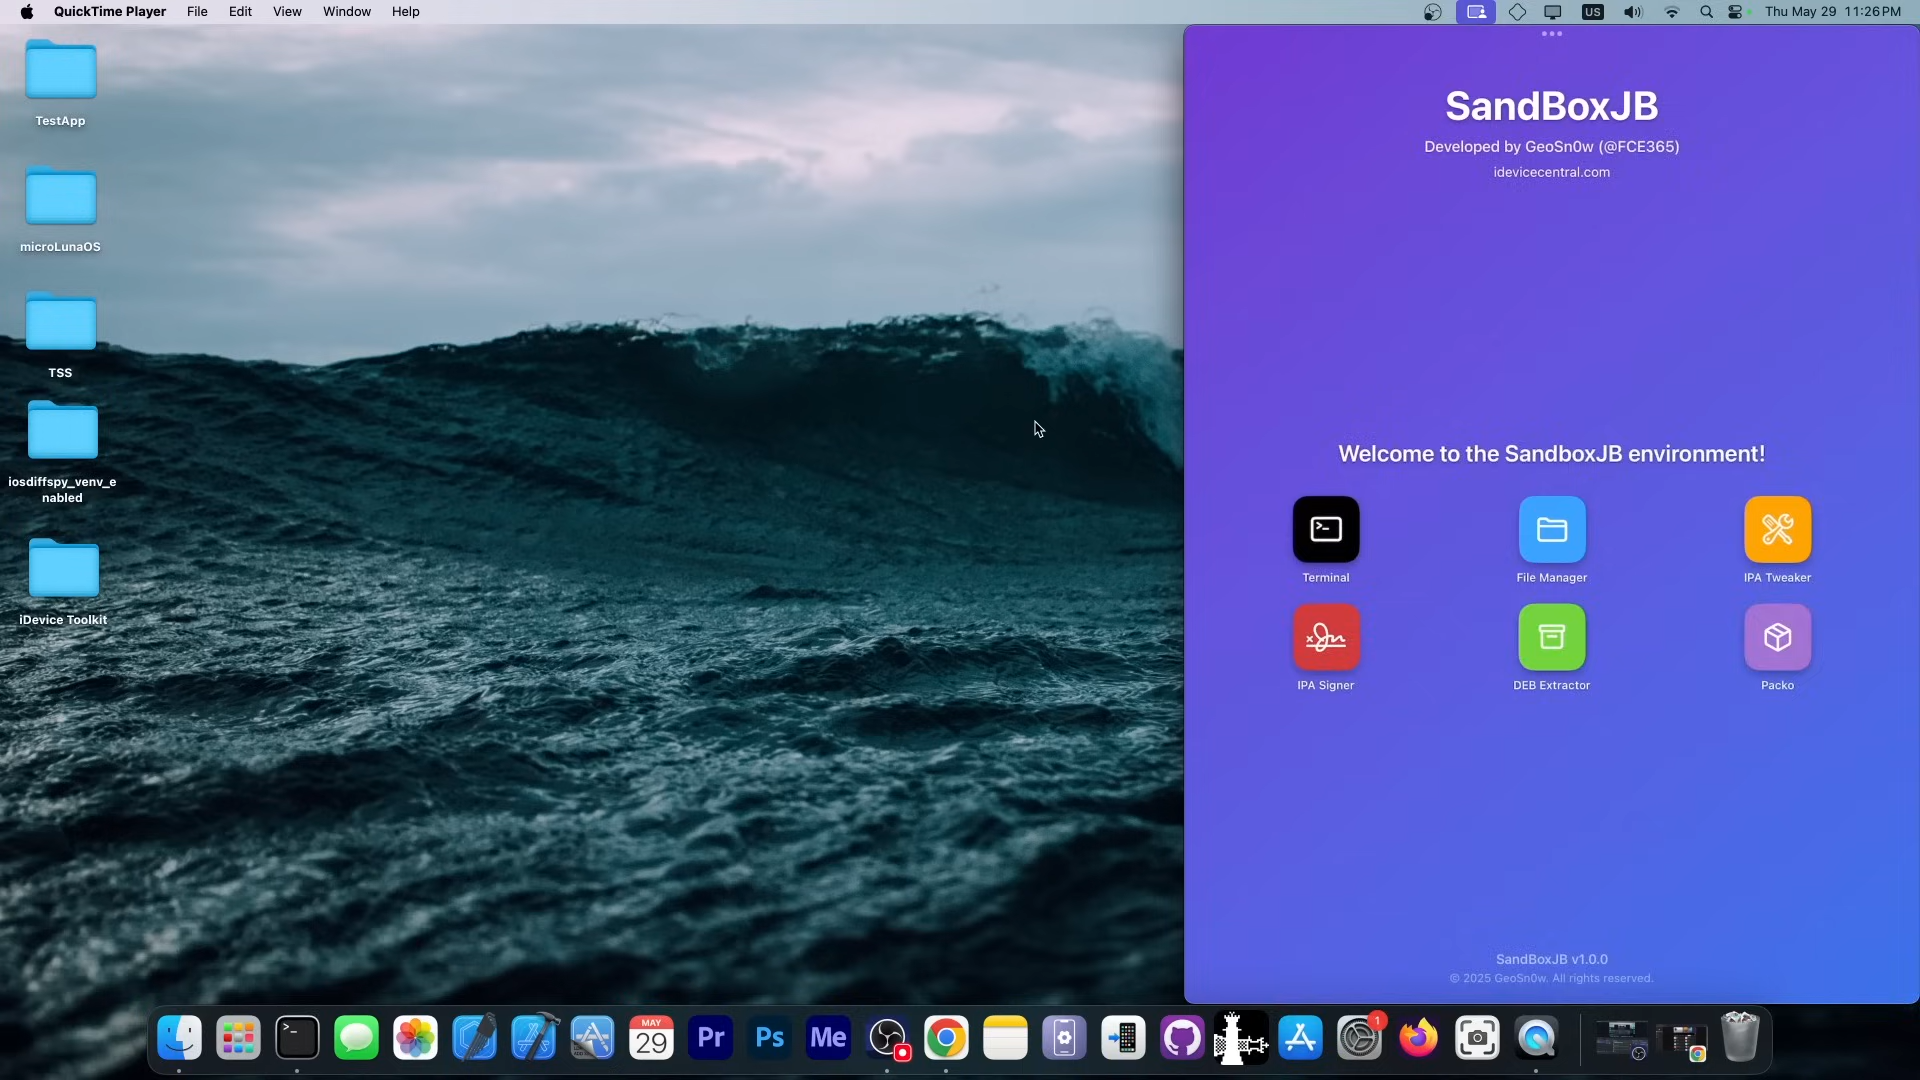 QuickTime Player File Edit View Window Help
US Thu May 29 11:26 PM
TestApp
microLunaOS
TSS
iosdiffspy_venv_e
nabled
iDevice Toolkit
SandBoxJB
Developed by GeoSn0w (@FCE365)
idevicecentral.com
Welcome to the SandboxJB environment!
Terminal File Manager IPA Tweaker
IPA Signer DEB Extractor Packo
SandBoxJB v1.0.0
© 2025 GeoSn0w. All rights reserved.
MAY
29
Pr Ps Me
1